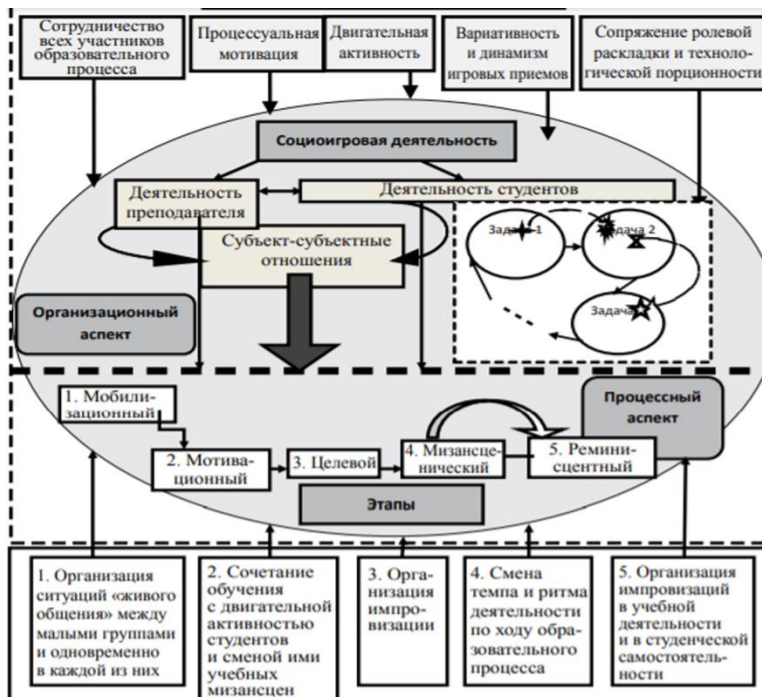 Сотрудничество
всех участников
образовательного
процесса
Процессуальная
мотивация
Двигательная
активность
Вариативность
и динамизм
игровых приемов
Сопряжение ролевой
раскладки и техноло-
гической порционности
Социоигровая деятельность
Деятельность
преподавателя
Деятельность студентов
Субъект-субъектные
отношения
Задача 1
Задача 2
Задача
Организационный
аспект
1. Мобили-
зационный
Процессный
аспект
2. Мотива-
ционный
3. Целевой
4. Мизансце-
нический
5. Ремини-
сцентный
Этапы
1. Организация
ситуаций «живого
общения» между
малыми группами
и одновременно
в каждой из них
2. Сочетание
обучения
с двигательной
активностью
студентов
и сменой ими
учебных
мизансцен
3. Орга-
низация
импро-
визации
4. Смена
темпа и ритма
деятельности
по ходу обра-
зовательного
процесса
5. Организация
импровизаций
в учебной
деятельности
и в студенческой
самостоятель-
ности